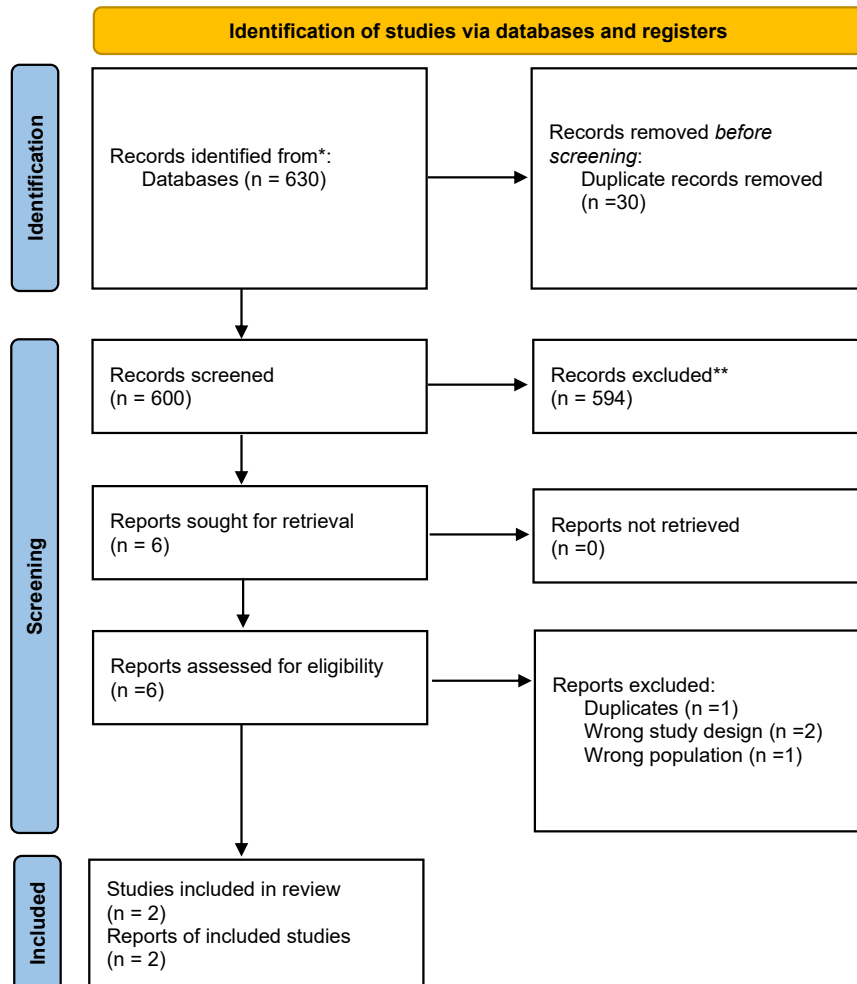 Identification of studies via databases and registers
Identification
Records identified from*:
Databases (n = 630)
Records removed before
screening:
Duplicate records removed
(n =30)
Screening
Records screened
(n = 600)
Records excluded**
(n = 594)
Reports sought for retrieval
(n = 6)
Reports not retrieved
(n =0)
Reports assessed for eligibility
(n =6)
Reports excluded:
Duplicates (n =1)
Wrong study design (n =2)
Wrong population (n =1)
Included
Studies included in review
(n = 2)
Reports of included studies
(n = 2)